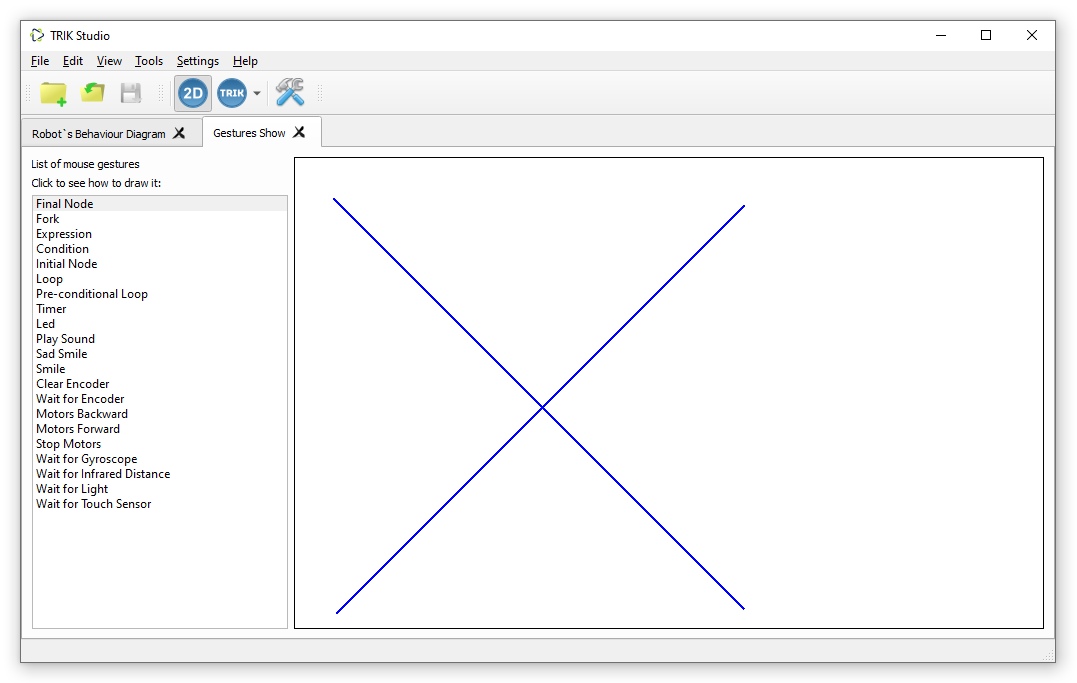 TRIK Studio
File Edit View Tools Settings Help
2D TRIK
Robot`s Behaviour Diagram Gestures Show
List of mouse gestures
Click to see how to draw it:
Final Node
Fork
Expression
Condition
Initial Node
Loop
Pre-conditional Loop
Timer
Led
Play Sound
Sad Smile
Smile
Clear Encoder
Wait for Encoder
Motors Backward
Motors Forward
Stop Motors
Wait for Gyroscope
Wait for Infrared Distance
Wait for Light
Wait for Touch Sensor